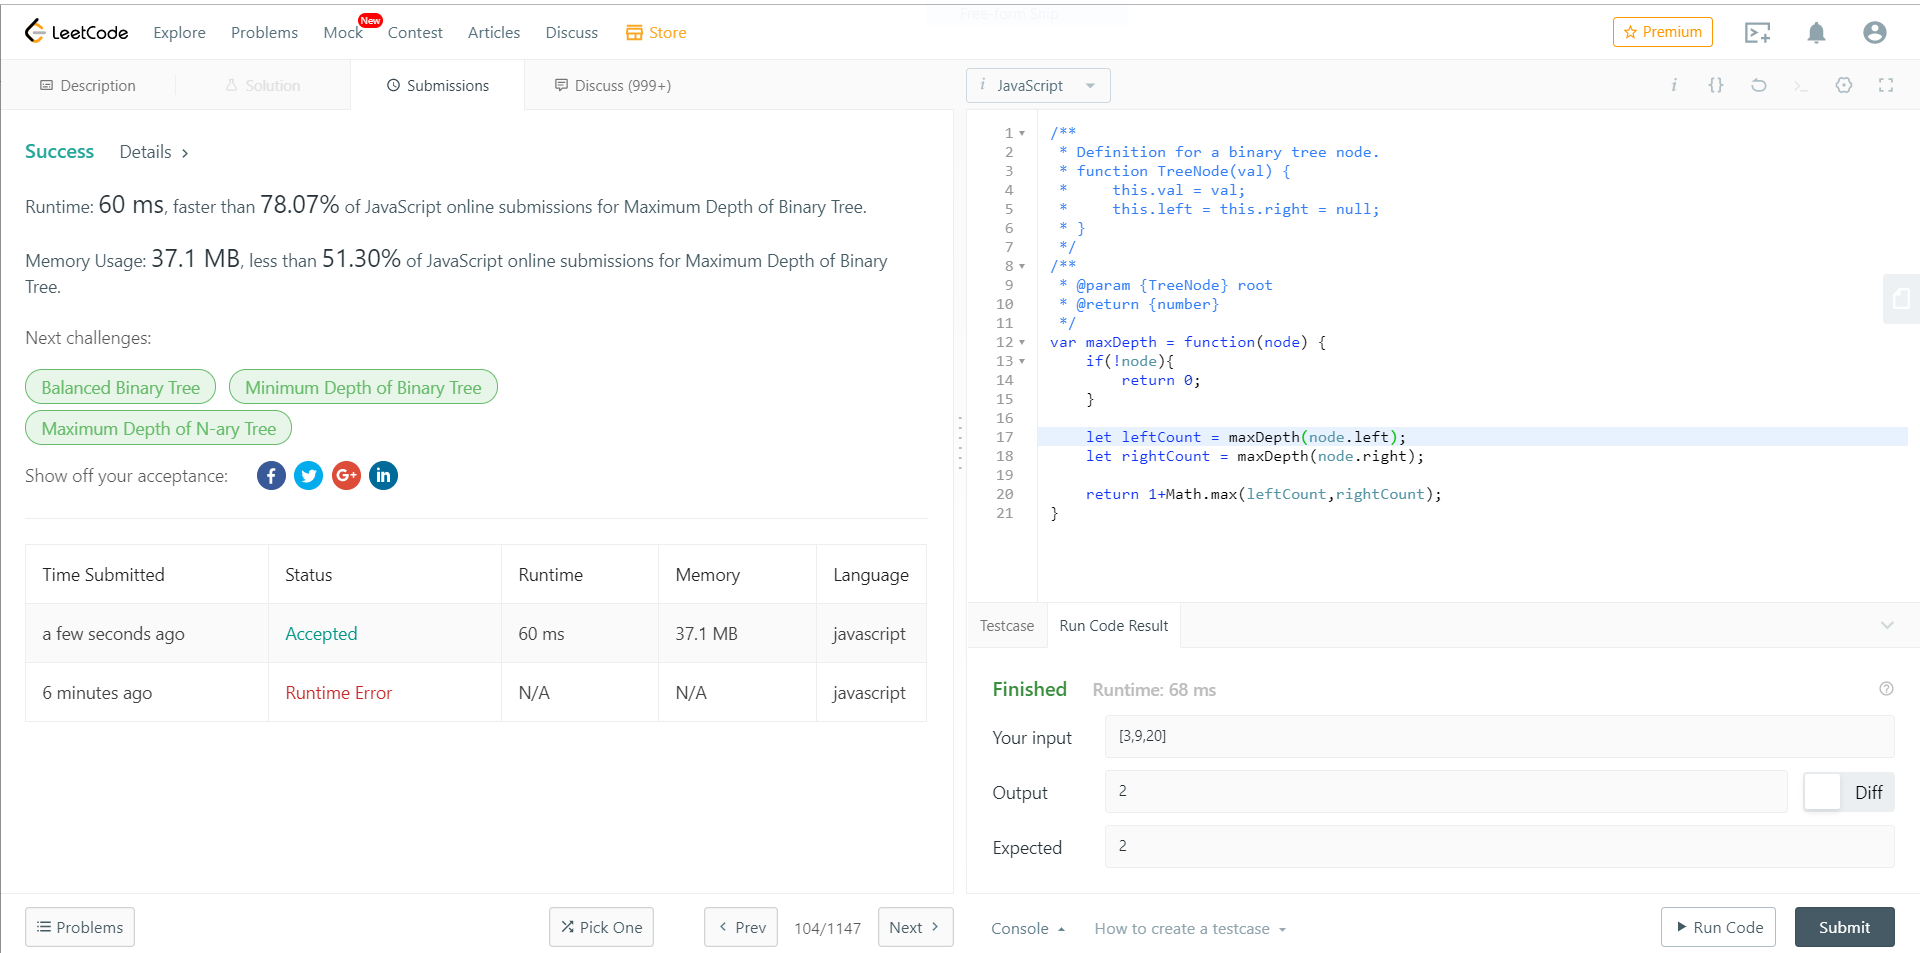 Free-form Snip
LeetCode Explore Problems Mock New Contest Articles Discuss Store Premium
Description Solution Submissions Discuss (999+)
Success Details >
Runtime: 60 ms, faster than 78.07% of JavaScript online submissions for Maximum Depth of Binary Tree.
Memory Usage: 37.1 MB, less than 51.30% of JavaScript online submissions for Maximum Depth of Binary
Tree.
Next challenges:
Balanced Binary Tree Minimum Depth of Binary Tree
Maximum Depth of N-ary Tree
Show off your acceptance: f G+ in
Time Submitted Status Runtime Memory Language
a few seconds ago Accepted 60 ms 37.1 MB javascript
6 minutes ago Runtime Error N/A N/A javascript
Problems Pick One < Prev 104/1147 Next >
i JavaScript i {} >_
1 /**
2 * Definition for a binary tree node.
3 * function TreeNode(val) {
4 * this.val = val;
5 * this.left = this.right = null;
6 * }
7 */
8 /**
9 * @param {TreeNode} root
10 * @return {number}
11 */
12 var maxDepth = function(node) {
13 if(!node){
14 return 0;
15 }
16
17 let leftCount = maxDepth(node.left);
18 let rightCount = maxDepth(node.right);
19
20 return 1+Math.max(leftCount,rightCount);
21 }
Testcase Run Code Result
Finished Runtime: 68 ms
Your input [3,9,20]
Output 2 Diff
Expected 2
Console How to create a testcase Run Code Submit